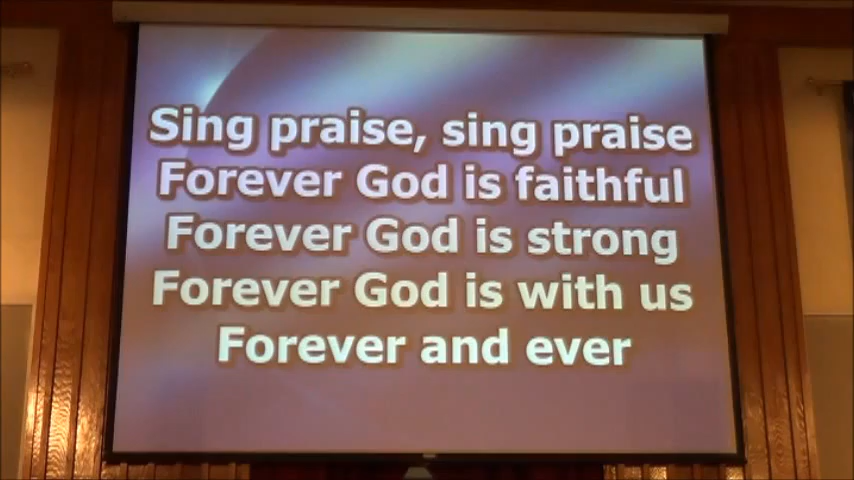 Sing praise, sing praise
Forever God is faithful
Forever God is strong
Forever God is with us
Forever and ever